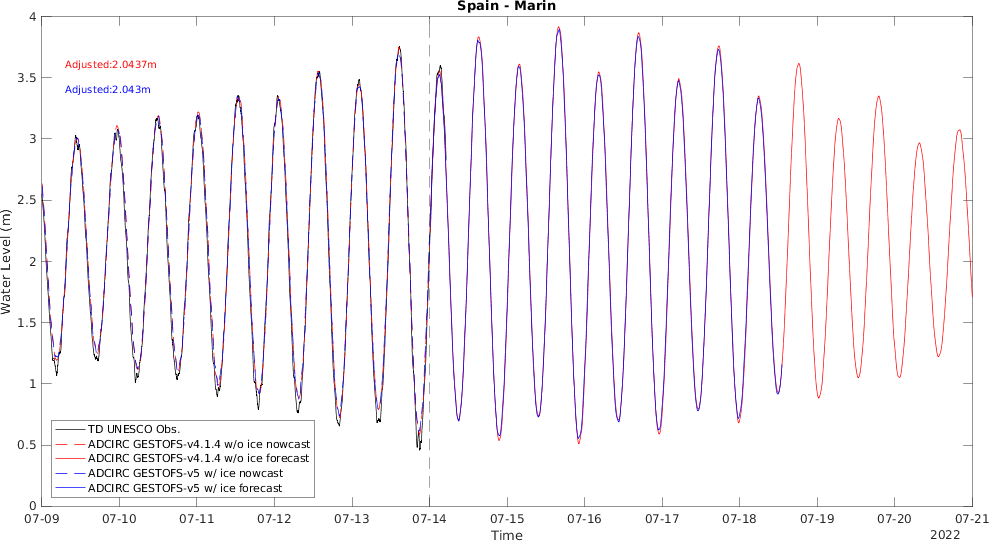 Spain - Marin
Water Level (m)
4
3.5
3
2.5
2
1.5
1
0.5
0
Adjusted:2.0437m
Adjusted:2.043m
TD UNESCO Obs.
ADCIRC GESTOFS-v4.1.4 w/o ice nowcast
ADCIRC GESTOFS-v4.1.4 w/o ice forecast
ADCIRC GESTOFS-v5 w/ ice nowcast
ADCIRC GESTOFS-v5 w/ ice forecast
07-09 07-10 07-11 07-12 07-13 07-14 07-15 07-16 07-17 07-18 07-19 07-20 07-21
Time
2022